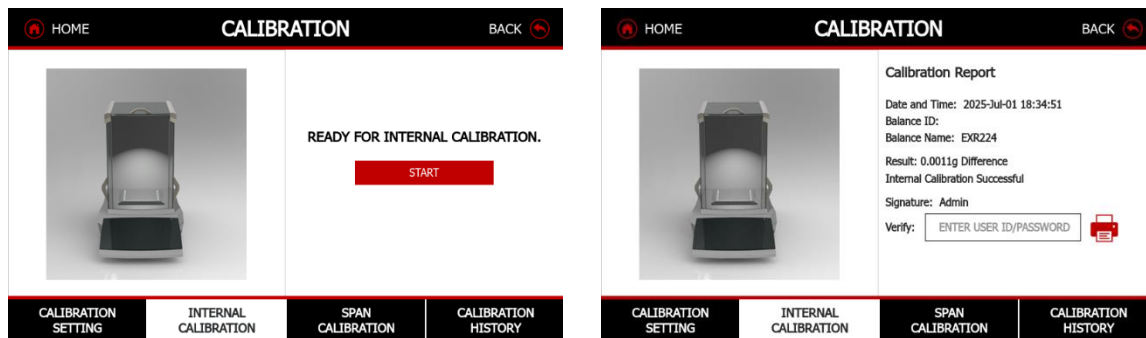 HOME
CALIBRATION
BACK
READY FOR INTERNAL CALIBRATION.
START
CALIBRATION
SETTING
INTERNAL
CALIBRATION
SPAN
CALIBRATION
CALIBRATION
HISTORY
HOME
CALIBRATION
BACK
Calibration Report
Date and Time: 2025-Jul-01 18:34:51
Balance ID:
Balance Name: EXR224
Result: 0.0011g Difference
Internal Calibration Successful
Signature: Admin
Verify: ENTER USER ID/PASSWORD
CALIBRATION
SETTING
INTERNAL
CALIBRATION
SPAN
CALIBRATION
CALIBRATION
HISTORY